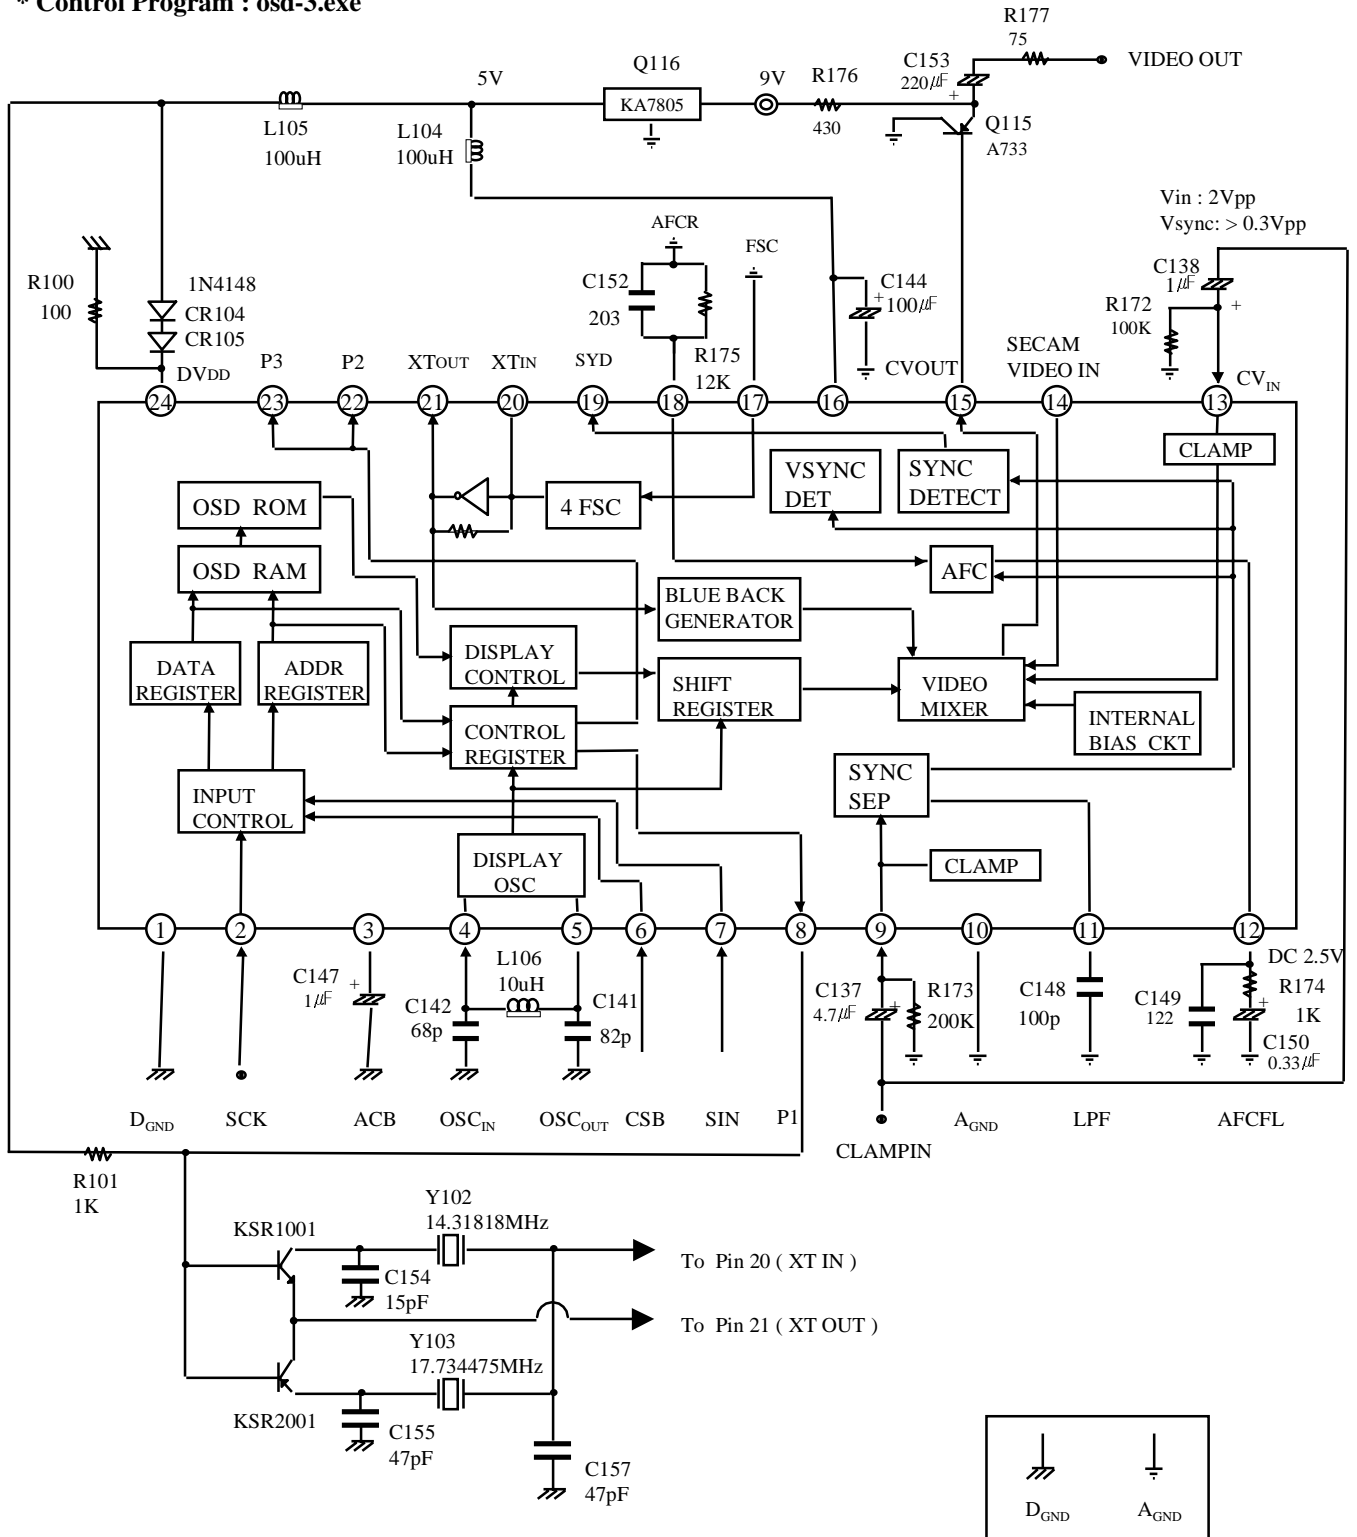 * Control Program : osd-3.exe
R177
75
VIDEO OUT
C153
220㎌
+
5V
Q116
KA7805
9V
R176
430
Q115
A733
L105
100uH
L104
100uH
Vin : 2Vpp
Vsync: > 0.3Vpp
AFCR
FSC
R100
100
1N4148
CR104
CR105
C152
203
R175
12K
C144
+
100㎌
C138
1㎌
+
R172
100K
SECAM
VIDEO IN
DVDD
P3
P2
XTOUT
XTIN
SYD
CVOUT
CVIN
24
23
22
21
20
19
18
17
16
15
14
13
CLAMP
VSYNC
DET
SYNC
DETECT
OSD ROM
4 FSC
OSD RAM
AFC
BLUE BACK
GENERATOR
DATA
REGISTER
ADDR
REGISTER
DISPLAY
CONTROL
SHIFT
REGISTER
VIDEO
MIXER
CONTROL
REGISTER
INTERNAL
BIAS CKT
INPUT
CONTROL
SYNC
SEP
DISPLAY
OSC
CLAMP
1
2
3
4
5
6
7
8
9
10
11
12
DC 2.5V
C147
1㎌
+
C142
68p
L106
10uH
C141
82p
C137
4.7㎌
+
R173
200K
C148
100p
C149
122
R174
1K
+
C150
0.33㎌
DGND
SCK
ACB
OSCIN
OSCOUT
CSB
SIN
P1
CLAMPIN
AGND
LPF
AFCFL
R101
1K
KSR1001
Y102
14.31818MHz
C154
15pF
To Pin 20 ( XT IN )
To Pin 21 ( XT OUT )
Y103
17.734475MHz
KSR2001
C155
47pF
C157
47pF
DGND
AGND